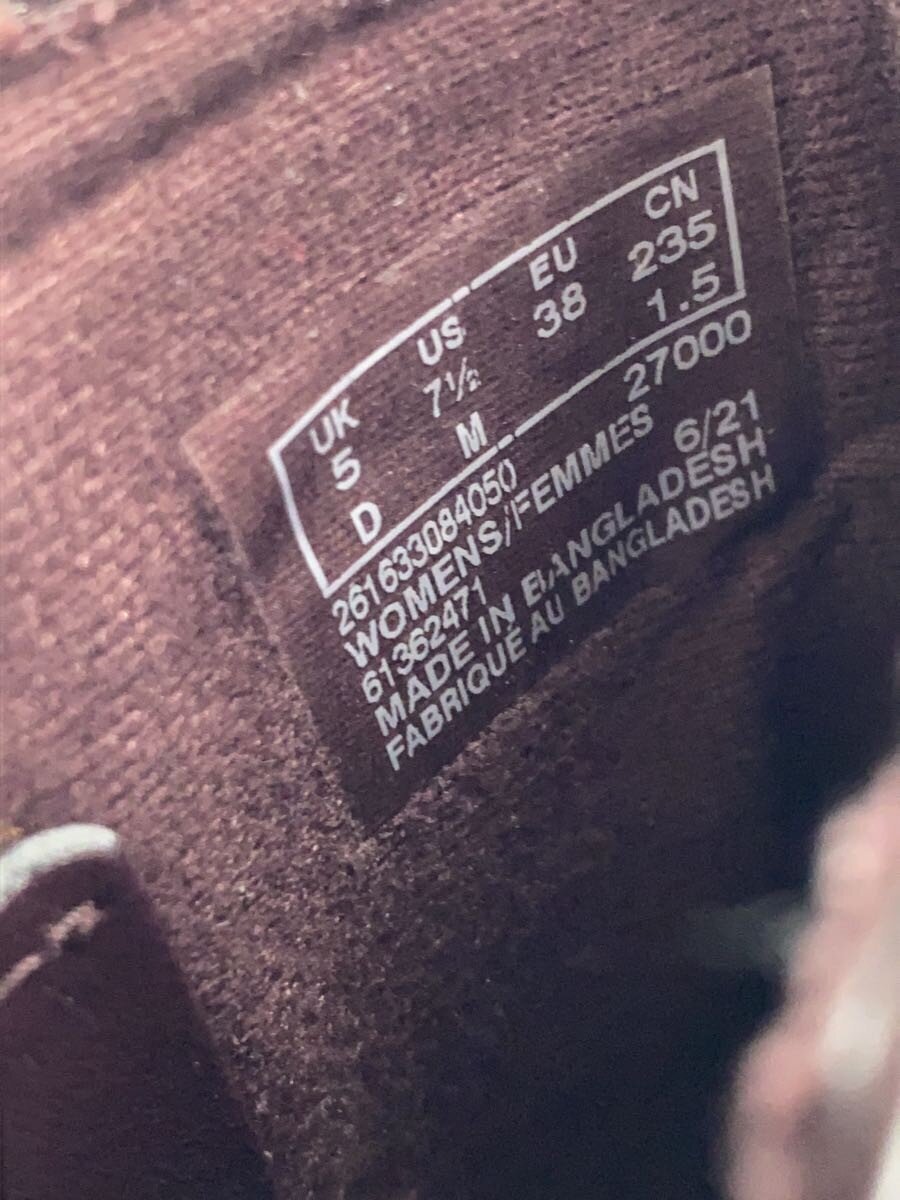 UK US EU CN
5 7½ 38 235
D M 1.5
261633084050 27000
WOMENS/FEMMES
61362471 6/21
MADE IN BANGLADESH
FABRIQUÉ AU BANGLADESH